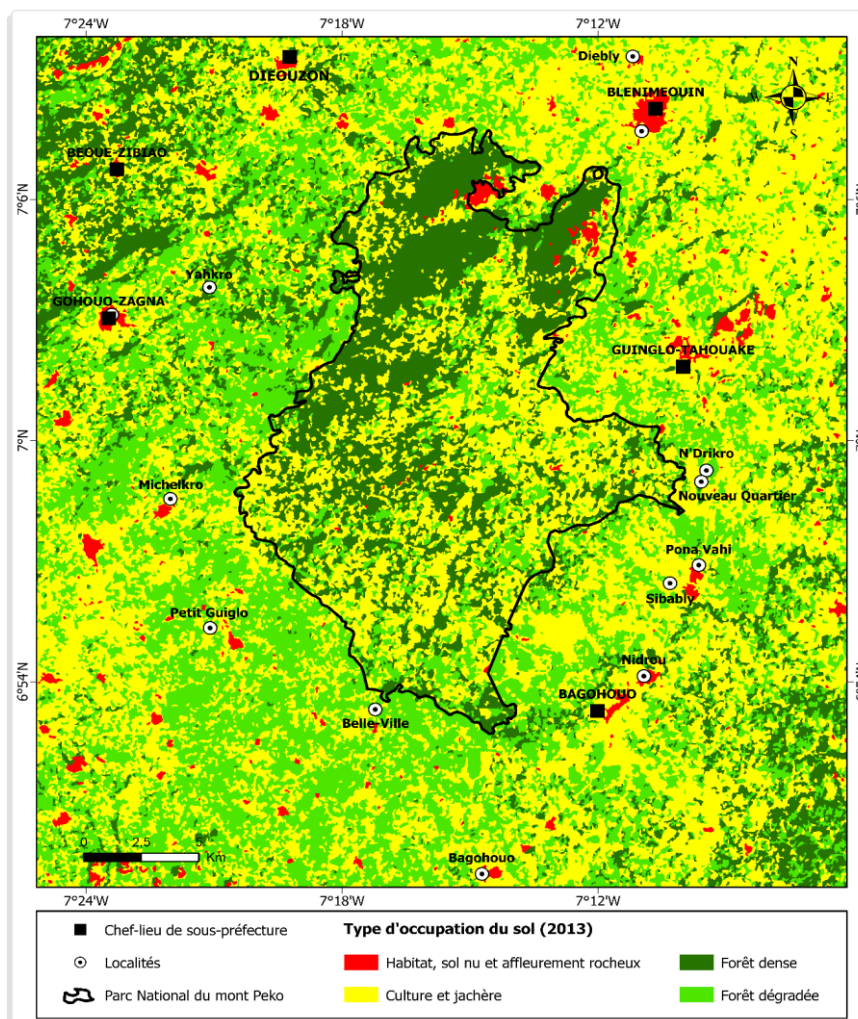 7°24'W 7°18'W 7°12'W
Diebly
DIEOUZON
BLENIMEOUIN
N
W E
S
BEOUE-ZIBIAO
7°6'N
Yahkro
GOHOUO-ZAGNA
GUINGLO-TAHOUAKE
7°N
N'Drikro
Michelkro
Nouveau Quartier
Pona Vahi
Sibably
Petit Guiglo
Nidrou
6°54'N 6°54'N
BAGOHOUO
Belle-Ville
0 2,5 5
Km
Bagohouo
7°24'W 7°18'W 7°12'W
Chef-lieu de sous-préfecture
Type d'occupation du sol (2013)
Localités
Habitat, sol nu et affleurement rocheux
Forêt dense
Parc National du mont Peko
Culture et jachère
Forêt dégradée